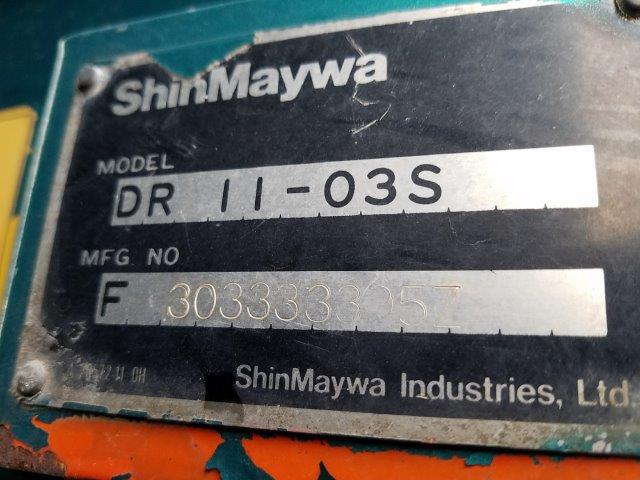 ShinMaywa
MODEL
DR 11-03S
MFG NO
F
ShinMaywa Industries, Ltd